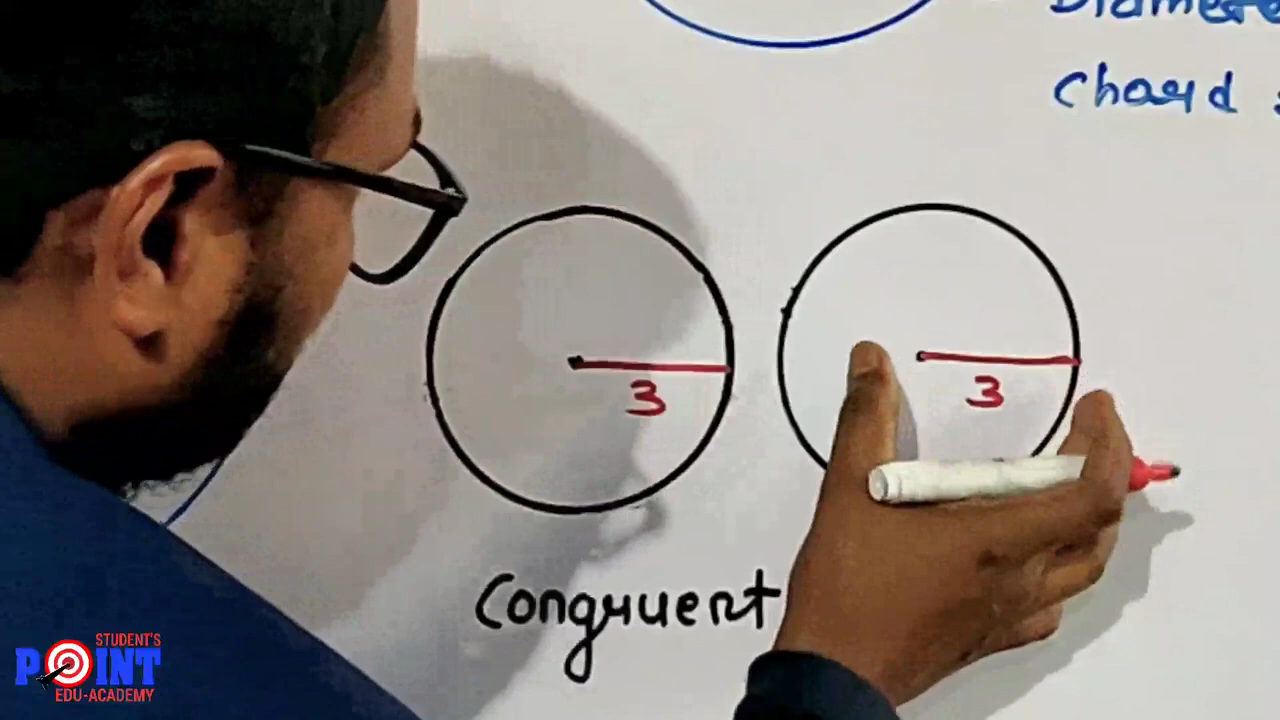 Chord :
3 3
Congruent
STUDENT'S
POINT
EDU-ACADEMY